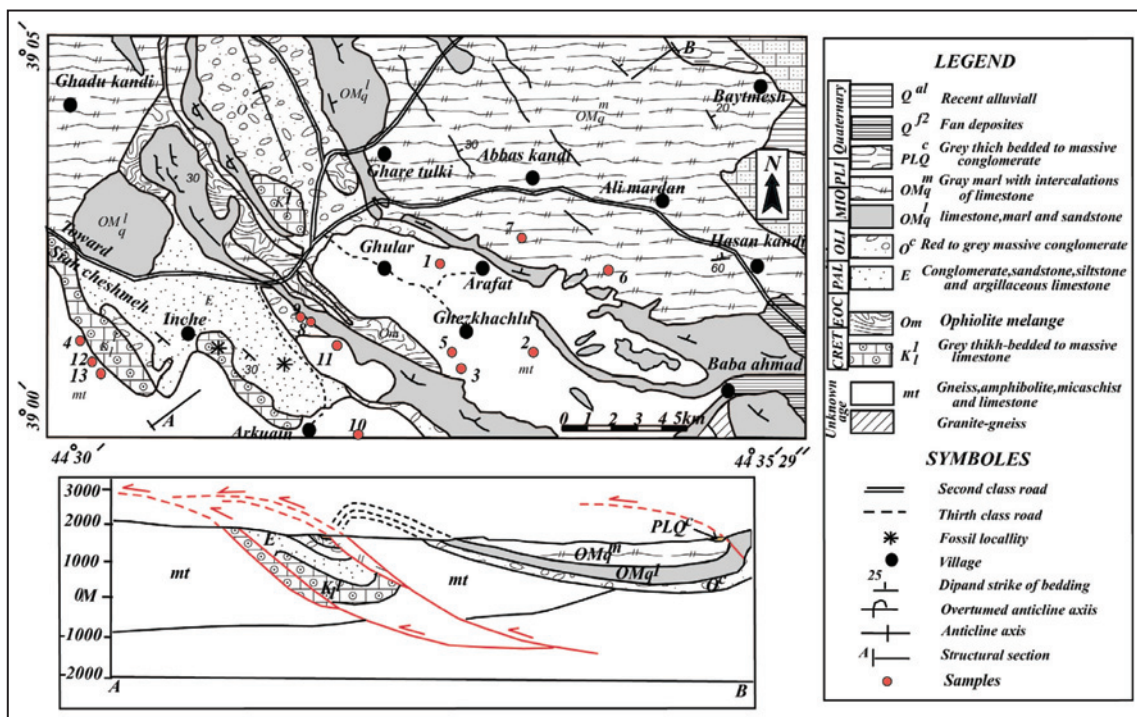 39°05'
Ghadu kandi
OMq l
B
Baytmesh
20
OMq m
30
Abbas kandi
Ghare tulki
N
30
K l
Ali mardan
OMq l
Toward
Siah cheshmeh
7
Hasan kandi
Ghular
1
Arafat
6
60
E
Ghezkhachlu
9
8
Om
Inche
4
K l
11
5
2
12
13
30
3
mt
Baba ahmad
mt
A
39°00'
Arkuain
10
0 1 2 3 4 5km
44°30'
44°35'29"
3000
2000
1000
0M
-1000
-2000
mt
E
K l
mt
PLQ c
OMq m
OMq l
O c
A
B
LEGEND
Quaternary
PLI
MIO
OLI
PAL
EOC
CRET
Unknown age
Q al Recent alluviall
Q f2 Fan deposites
PLQ c Grey thich bedded to massive
conglomerate
OMq m Gray marl with intercalations
of limestone
OMq l limestone,marl and sandstone
O c Red to grey massive conglomerate
E Conglomerate,sandstone,siltstone
and argillaceous limestone
Om Ophiolite melange
K l l Grey thikh-bedded to massive
limestone
mt Gneiss,amphibolite,micaschist
and limestone
Granite-gneiss
SYMBOLES
Second class road
Thirth class road
Fossil locallity
Village
25 Dipand strike of bedding
Overtumed anticline axiis
Anticline axis
A Structural section
Samples